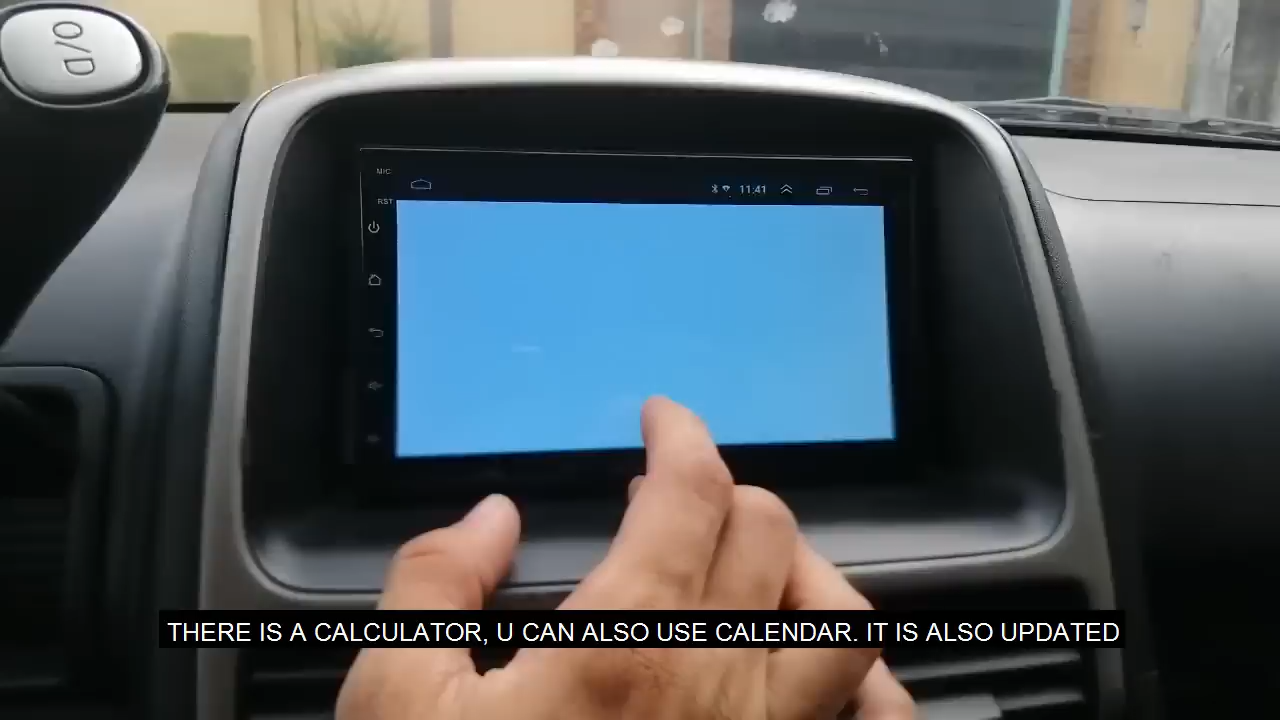 O/D
MIC
11:41
RST
THERE IS A CALCULATOR, U CAN ALSO USE CALENDAR. IT IS ALSO UPDATED